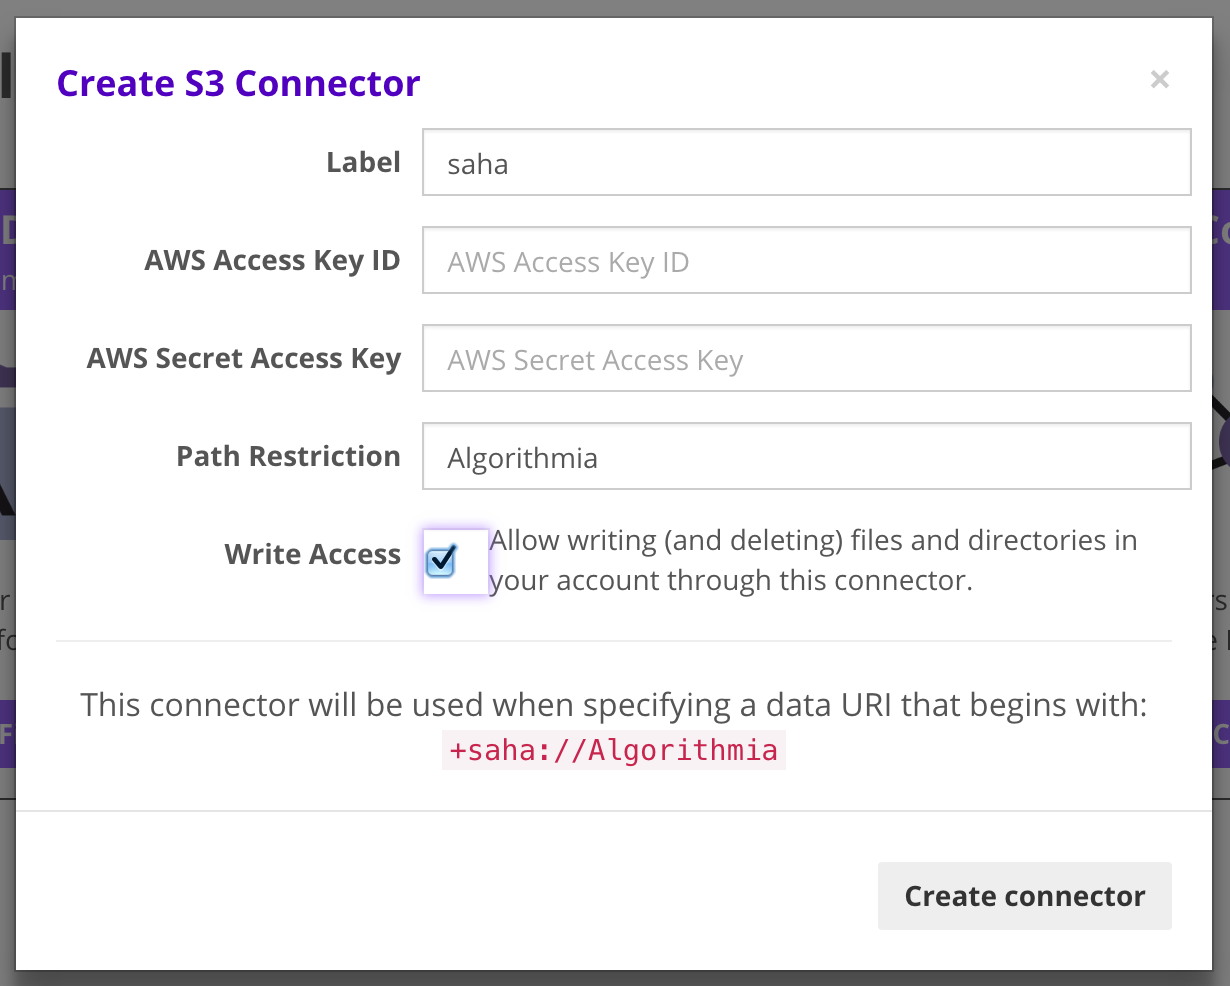 Create S3 Connector
×
Label
saha
AWS Access Key ID
AWS Access Key ID
AWS Secret Access Key
AWS Secret Access Key
Path Restriction
Algorithmia
Write Access
Allow writing (and deleting) files and directories in
your account through this connector.
This connector will be used when specifying a data URI that begins with:
+saha://Algorithmia
Create connector